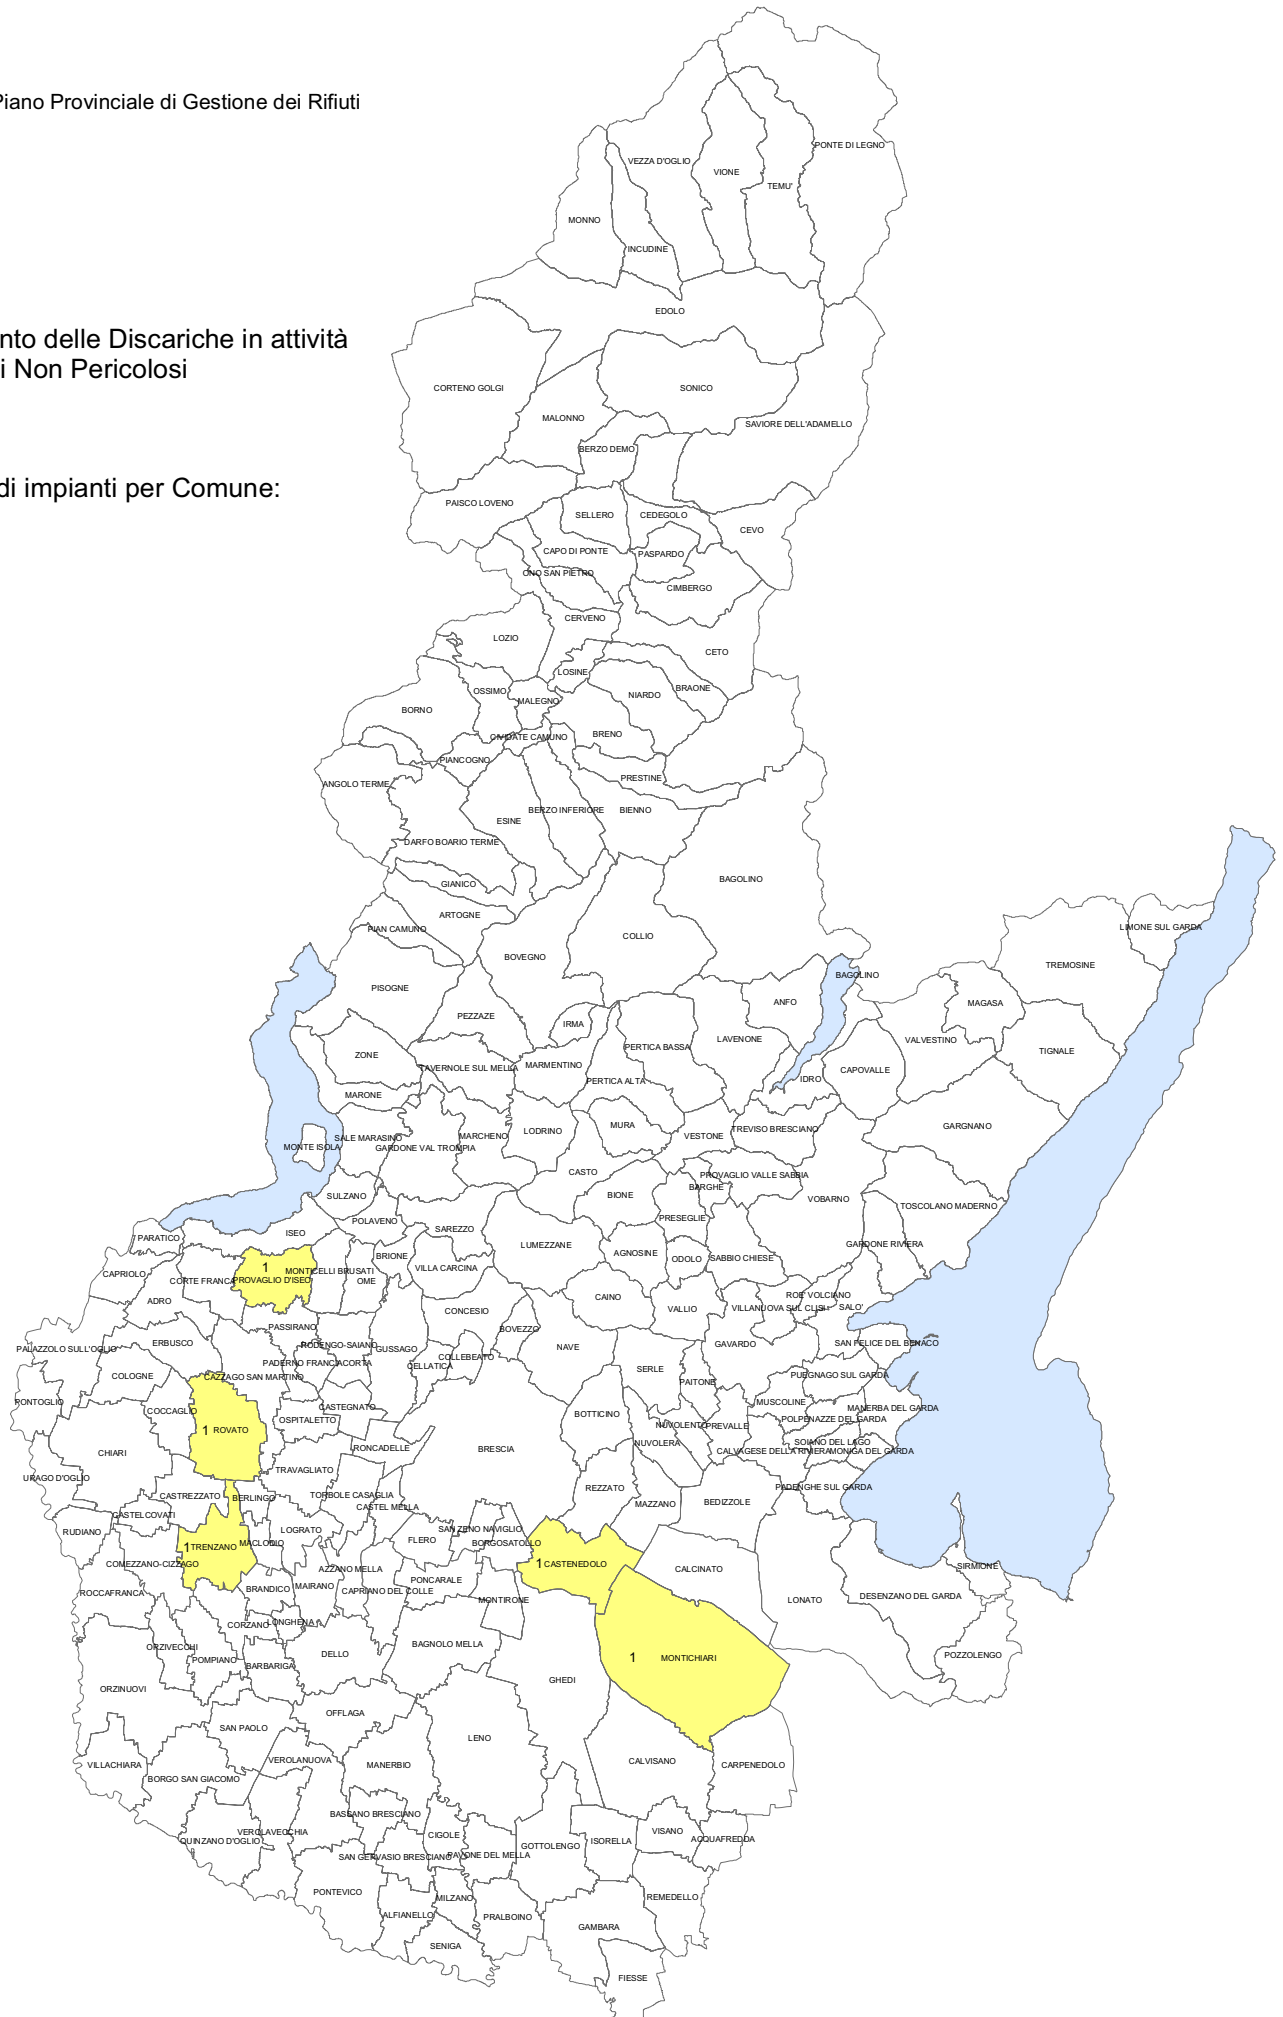 Piano Provinciale di Gestione dei Rifiuti
nto delle Discariche in attività
i Non Pericolosi
di impianti per Comune:
PONTE DI LEGNO
VEZZA D'OGLIO
VIONE
TEMU'
MONNO
INCUDINE
EDOLO
CORTENO GOLGI
SONICO
MALONNO
SAVIORE DELL'ADAMELLO
BERZO DEMO
PAISCO LOVENO
SELLERO
CEDEGOLO
CEVO
CAPO DI PONTE
PASPARDO
ONO SAN PIETRO
CIMBERGO
CERVENO
LOZIO
CETO
LOSINE
OSSIMO
MALEGNO
NIARDO
BRAONE
BORNO
BRENO
CIVIDATE CAMUNO
PIANCOGNO
PRESTINE
ANGOLO TERME
BERZO INFERIORE
BIENNO
ESINE
DARFO BOARIO TERME
GIANICO
BAGOLINO
ARTOGNE
PIAN CAMUNO
COLLIO
LIMONE SUL GARDA
BOVEGNO
TREMOSINE
BAGOLINO
PISOGNE
ANFO
MAGASA
PEZZAZE
IRMA
LAVENONE
VALVESTINO
PERTICA BASSA
TIGNALE
ZONE
TAVERNOLE SUL MELLA
MARMENTINO
CAPOVALLE
PERTICA ALTA
IDRO
MARONE
MURA
GARGNANO
LODRINO
TREVISO BRESCIANO
SALE MARASINO
MARCHENO
VESTONE
MONTE ISOLA
GARDONE VAL TROMPIA
CASTO
PROVAGLIO VALLE SABBIA
BARGHE
SULZANO
BIONE
VOBARNO
TOSCOLANO MADERNO
POLAVENO
SAREZZO
PRESEGLIE
ISEO
PARATICO
LUMEZZANE
GARDONE RIVIERA
AGNOSINE
ODOLO
SABBIO CHIESE
BRIONE
VILLA CARCINA
1
MONTICELLI BRUSATI
CAPRIOLO
CORTE FRANCA
PROVAGLIO D'ISEO
OME
ADRO
CAINO
ROE' VOLCIANO
VALLIO
VILLANUOVA SUL CLISI
SALO'
CONCESIO
PASSIRANO
BOVEZZO
ERBUSCO
RODENGO-SAIANO
NAVE
GAVARDO
SAN FELICE DEL BENACO
PALAZZOLO SULL'OGLIO
GUSSAGO
COLLEBEATO
PADERNO FRANCIACORTA
CELLATICA
SERLE
COLOGNE
CAZZAGO SAN MARTINO
PAITONE
PUEGNAGO SUL GARDA
PONTOGLIO
MUSCOLINE
CASTEGNATO
MANERBA DEL GARDA
COCCAGLIO
BOTTICINO
OSPITALETTO
POLPENAZZE DEL GARDA
NUVOLENTO
PREVALLE
1 ROVATO
NUVOLERA
SOIANO DEL LAGO
RONCADELLE
BRESCIA
CALVAGESE DELLA RIVIERA
MONIGA DEL GARDA
CHIARI
TRAVAGLIATO
URAGO D'OGLIO
REZZATO
PADENGHE SUL GARDA
TORBOLE CASAGLIA
CASTREZZATO
BERLINGO
BEDIZZOLE
MAZZANO
CASTEL MELLA
CASTELCOVATI
SAN ZENO NAVIGLIO
LOGRATO
RUDIANO
FLERO
BORGOSATOLLO
MACLODIO
1 TRENZANO
COMEZZANO-CIZZAGO
1 CASTENEDOLO
SIRMIONE
AZZANO MELLA
CALCINATO
PONCARALE
MAIRANO
BRANDICO
CAPRIANO DEL COLLE
ROCCAFRANCA
DESENZANO DEL GARDA
LONATO
MONTIRONE
LONGHENA
CORZANO
BAGNOLO MELLA
ORZIVECCHI
DELLO
POZZOLENGO
1 MONTICHIARI
POMPIANO
BARBARIGA
GHEDI
ORZINUOVI
OFFLAGA
SAN PAOLO
LENO
VEROLANUOVA
CALVISANO
VILLACHIARA
MANERBIO
CARPENEDOLO
BORGO SAN GIACOMO
BASSANO BRESCIANO
VEROLAVECCHIA
VISANO
CIGOLE
QUINZANO D'OGLIO
ISORELLA
ACQUAFREDDA
GOTTOLENGO
SAN GERVASIO BRESCIANO
PAVONE DEL MELLA
PONTEVICO
REMEDELLO
MILZANO
ALFIANELLO
PRALBOINO
GAMBARA
SENIGA
FIESSE